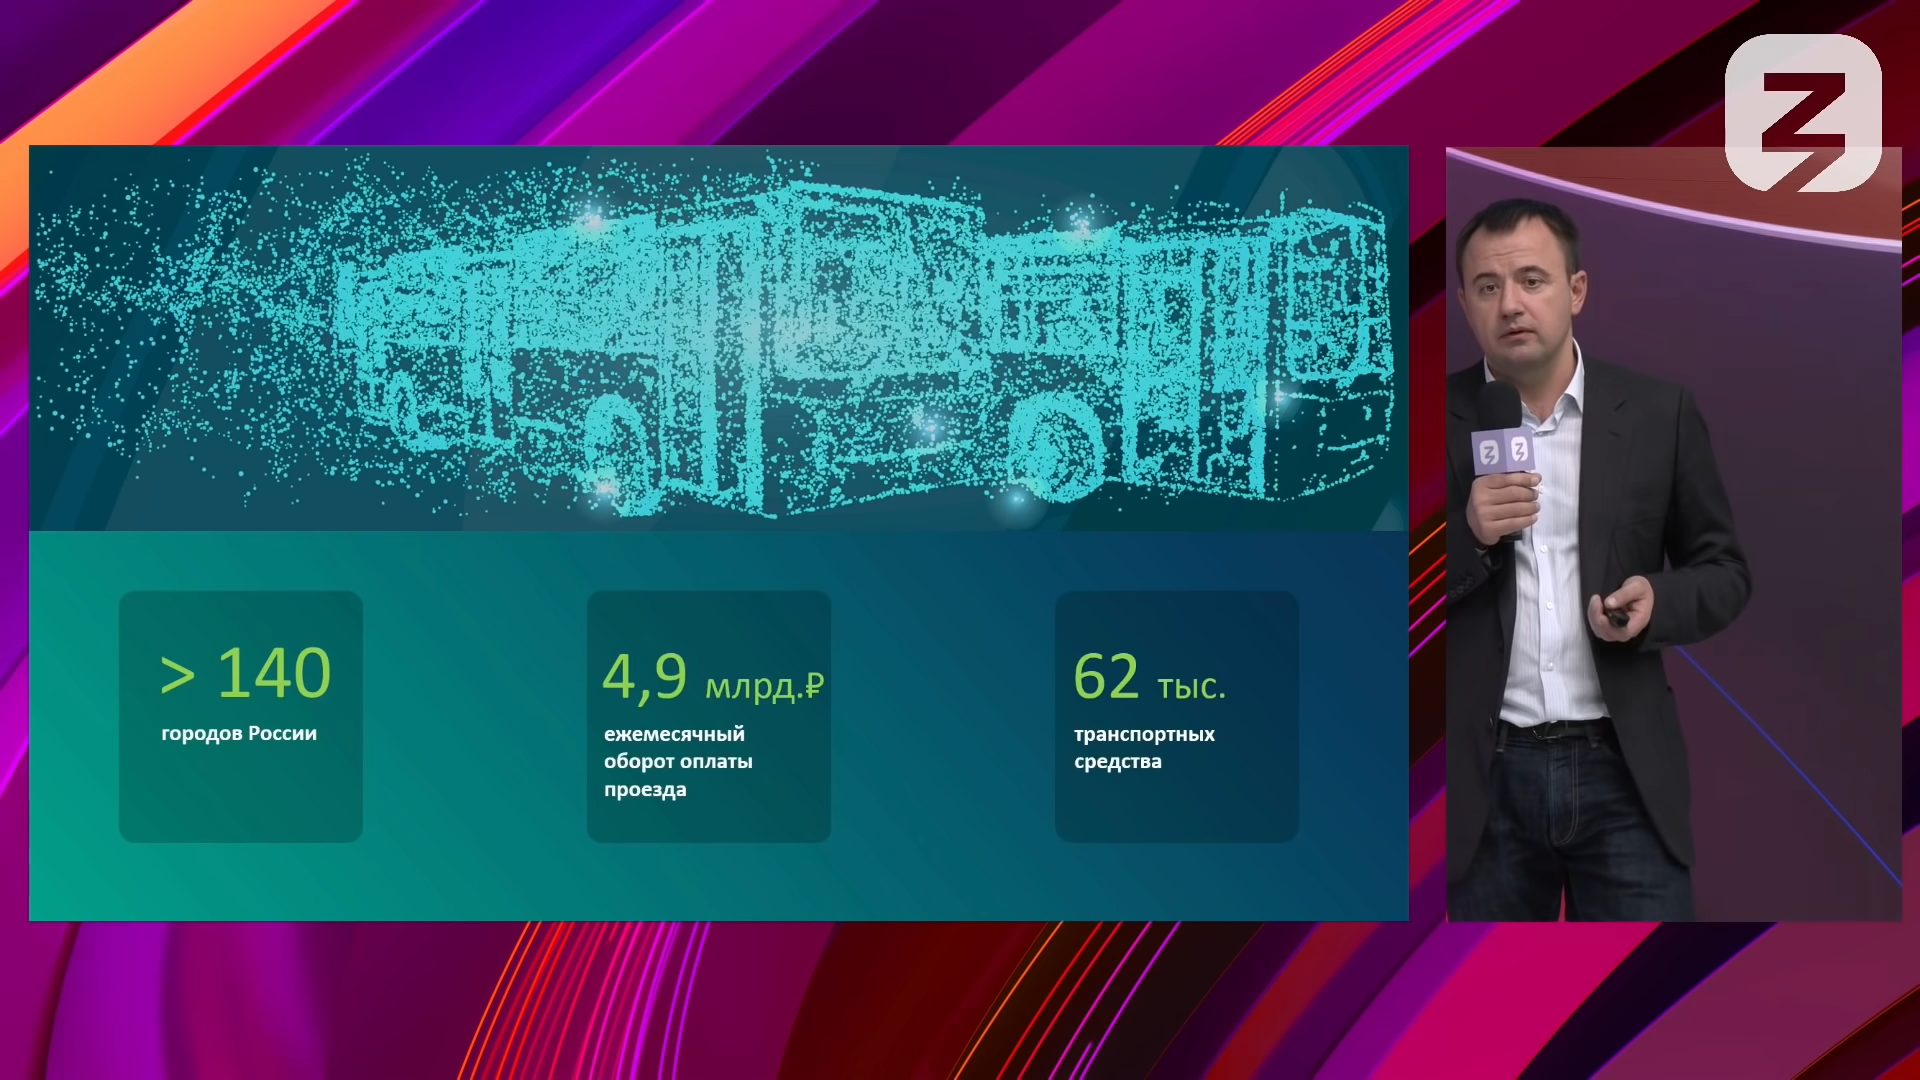 > 140
городов России
4,9 млрд.₽
ежемесячный
оборот оплаты
проезда
62 тыс.
транспортных
средства